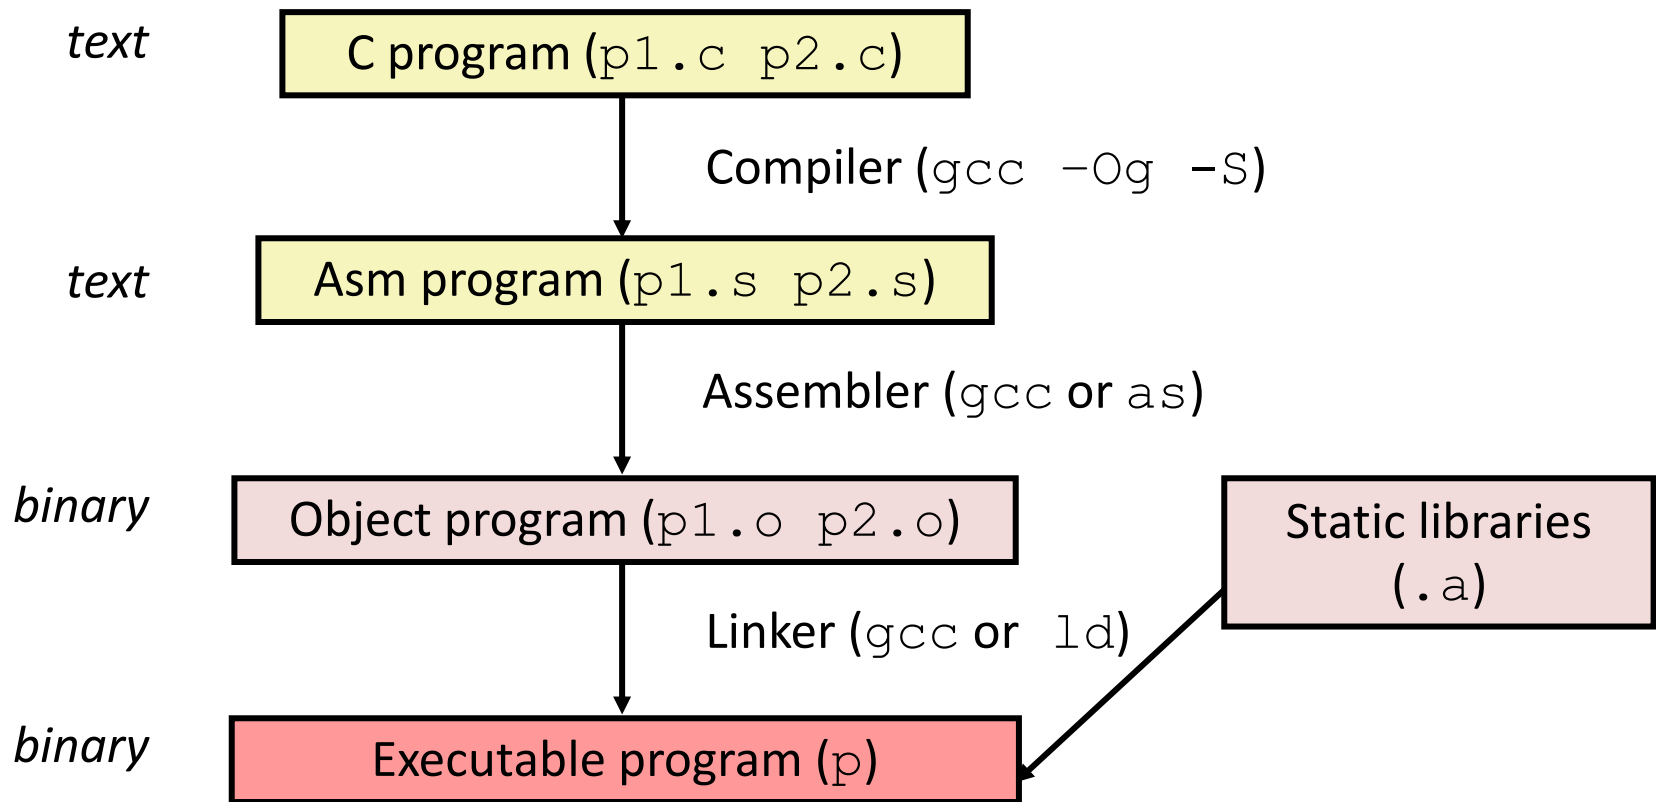 text
C program (p1.c p2.c)
Compiler (gcc –Og -S)
text
Asm program (p1.s p2.s)
Assembler (gcc or as)
binary
Object program (p1.o p2.o)
Static libraries
(.a)
Linker (gcc or ld)
binary
Executable program (p)